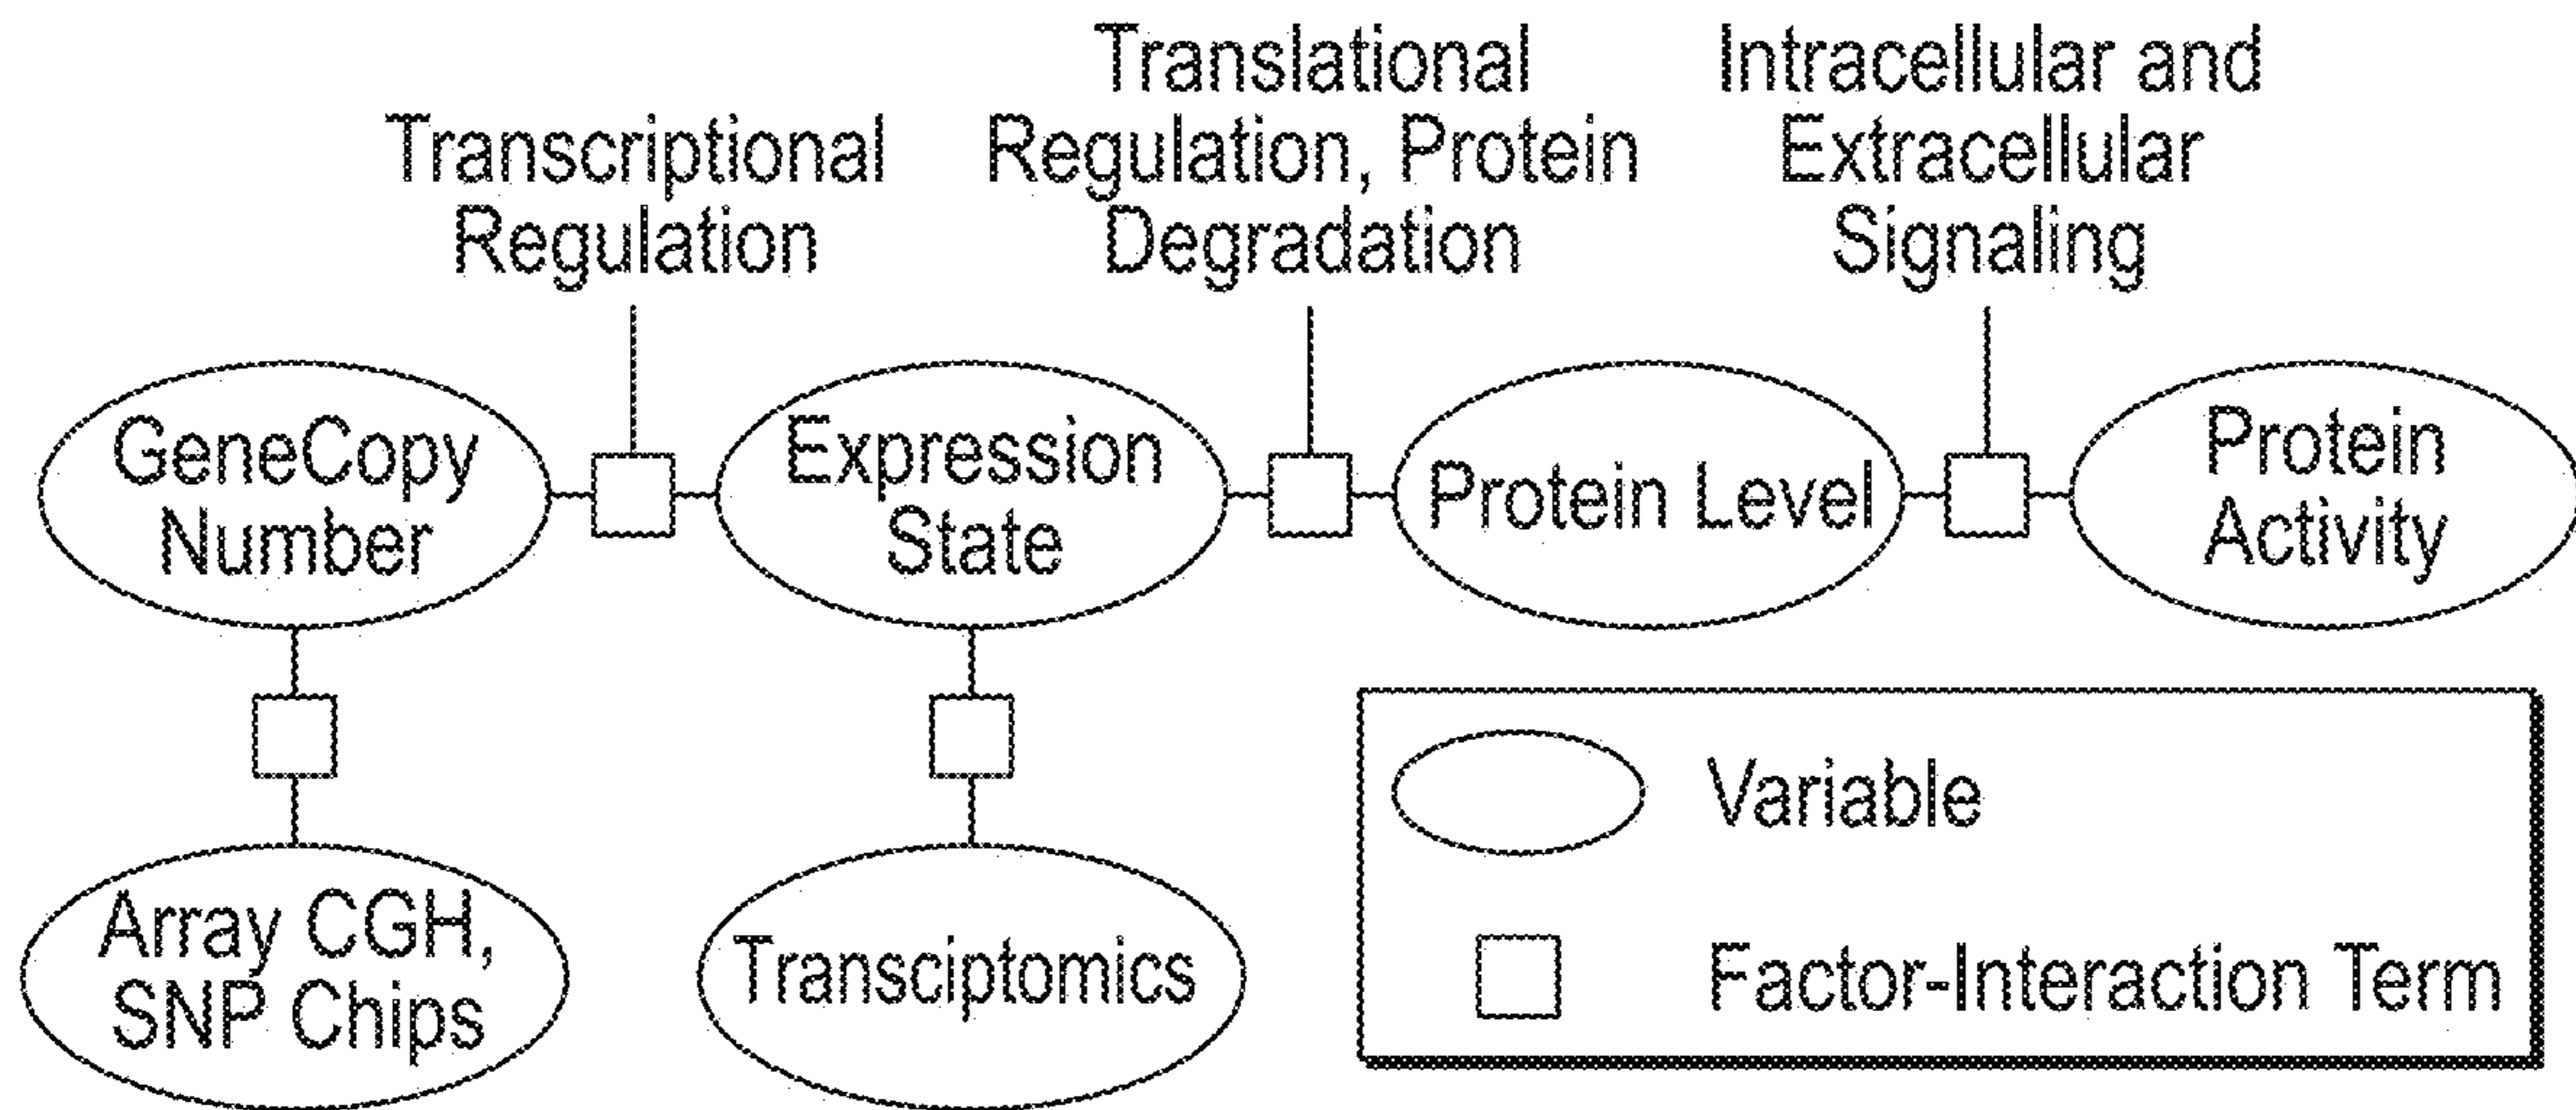 Transcriptional
Regulation
Translational
Regulation, Protein
Degradation
Intracellular and
Extracellular
Signaling
GeneCopy
Number
Expression
State
Protein Level
Protein
Activity
Array CGH,
SNP Chips
Transciptomics
Variable
Factor-Interaction Term